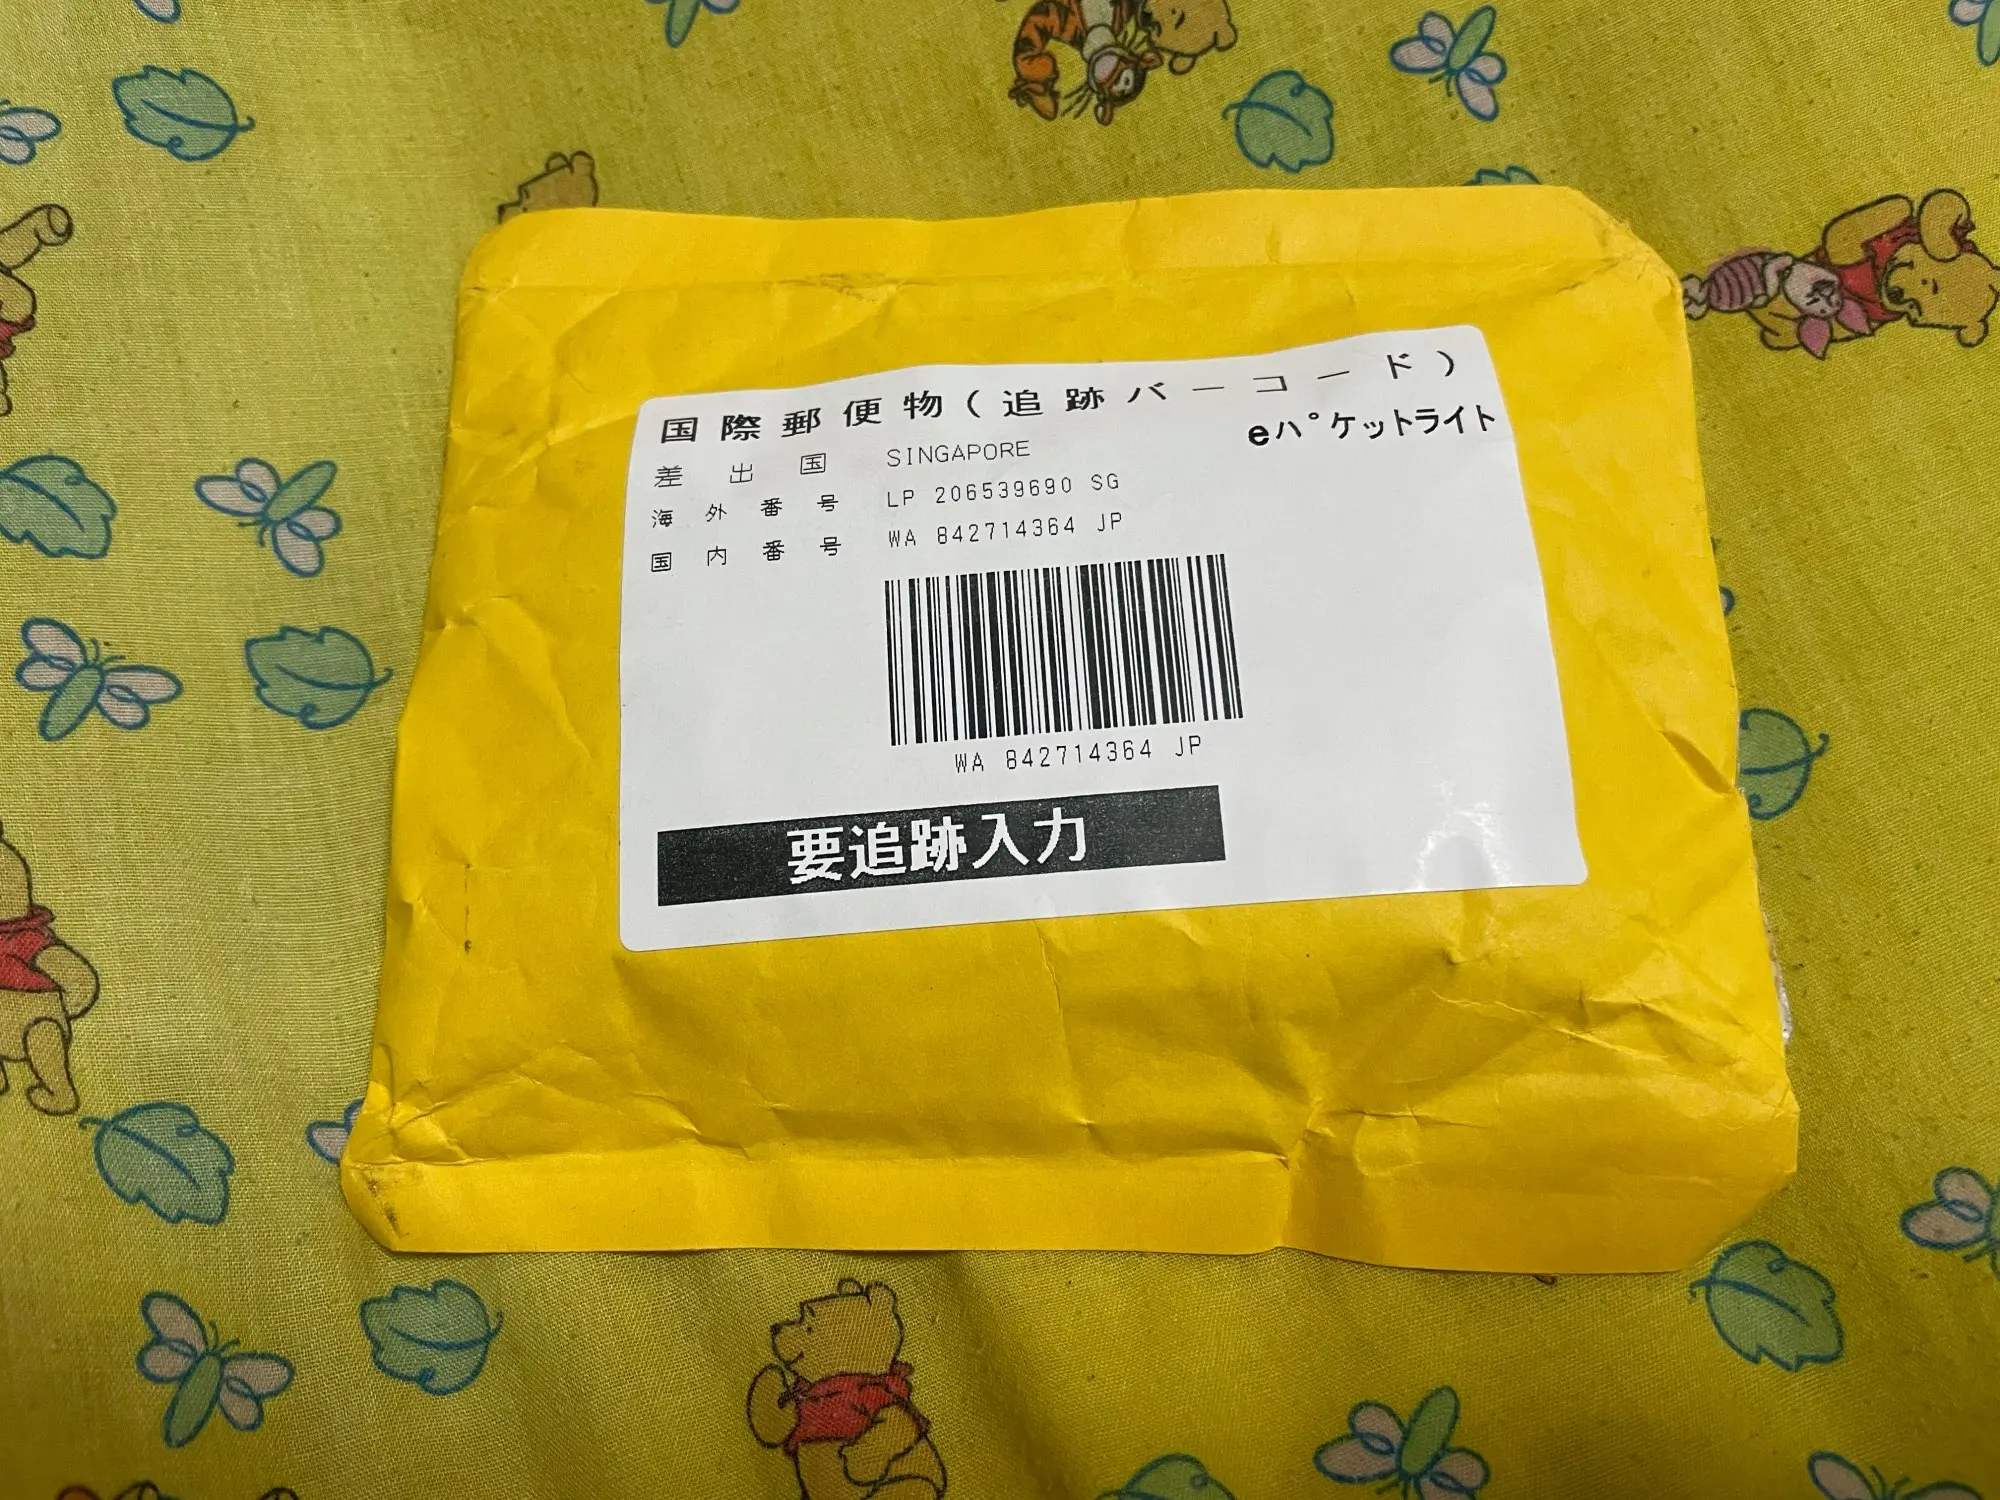 国際郵便物(追跡バーコード)
eパケットライト
差出国 SINGAPORE
海外番号 LP 206539690 SG
国内番号 WA 842714364 JP
WA 842714364 JP
要追跡入力